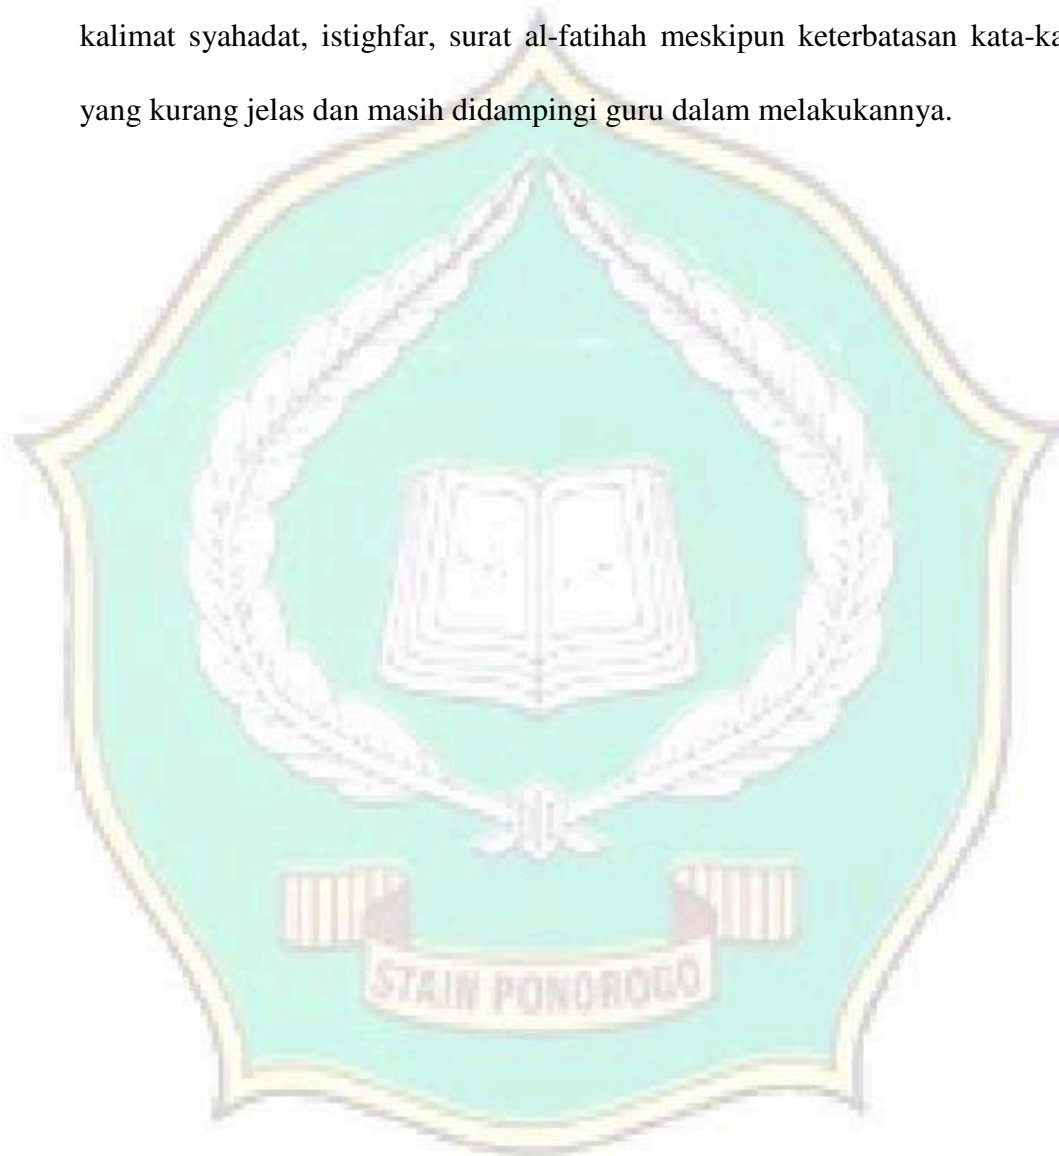 kalimat syahadat, istighfar, surat al-fatihah meskipun keterbatasan kata-ka
yang kurang jelas dan masih didampingi guru dalam melakukannya.
STAIN PONOROGO